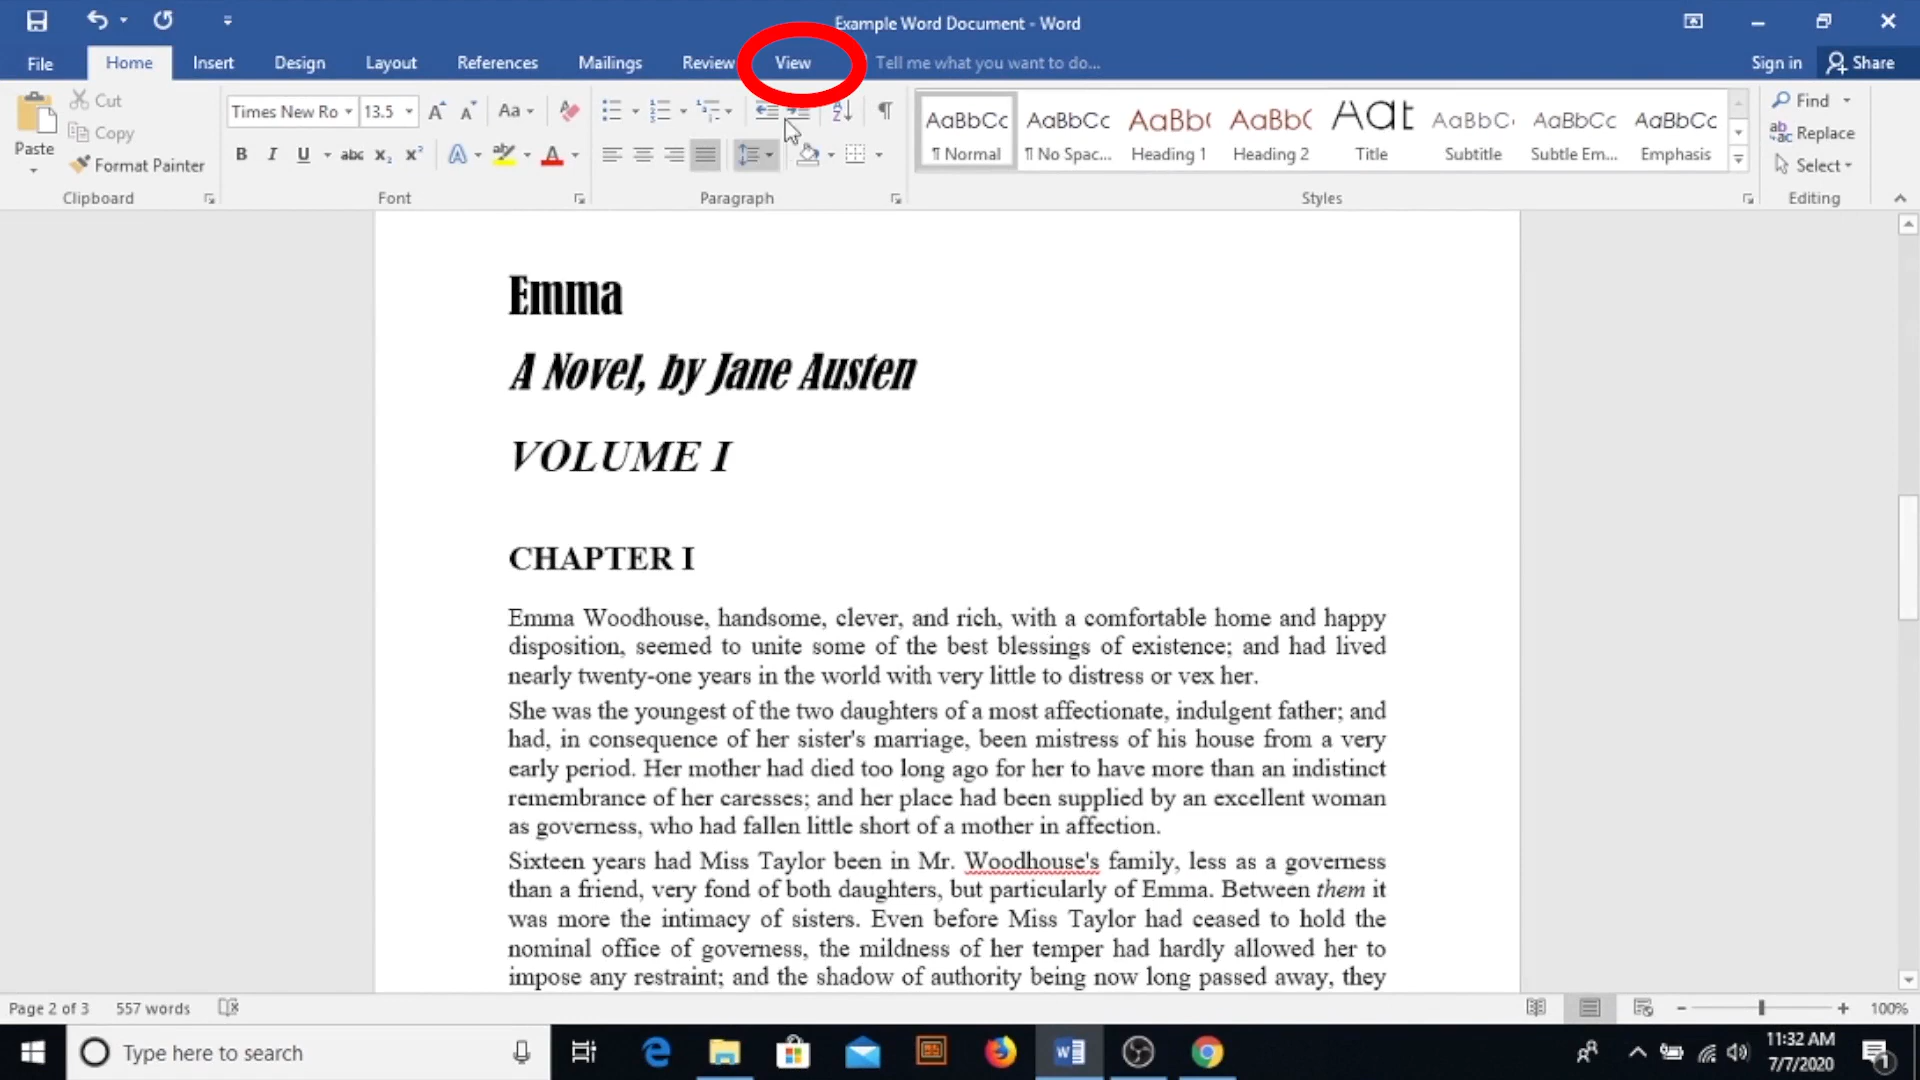 Example Word Document - Word
File Home Insert Design Layout References Mailings Review View Tell me what you want to do... Sign in Share
Paste
Cut
Copy
Format Painter
Clipboard
Times New Ro 13.5 Aa
B I U abc X₂ X² A ab A
Font
A Z ¶
Paragraph
AaBbCc AaBbCc AaBb( AaBb( Aat AaBbC AaBbCc AaBbCc
¶ Normal ¶ No Spac... Heading 1 Heading 2 Title Subtitle Subtle Em... Emphasis
Styles
Find
Replace
Select
Editing
Emma
A Novel, by Jane Austen
VOLUME I
CHAPTER I
Emma Woodhouse, handsome, clever, and rich, with a comfortable home and happy
disposition, seemed to unite some of the best blessings of existence; and had lived
nearly twenty-one years in the world with very little to distress or vex her.
She was the youngest of the two daughters of a most affectionate, indulgent father; and
had, in consequence of her sister's marriage, been mistress of his house from a very
early period. Her mother had died too long ago for her to have more than an indistinct
remembrance of her caresses; and her place had been supplied by an excellent woman
as governess, who had fallen little short of a mother in affection.
Sixteen years had Miss Taylor been in Mr. Woodhouse's family, less as a governess
than a friend, very fond of both daughters, but particularly of Emma. Between them it
was more the intimacy of sisters. Even before Miss Taylor had ceased to hold the
nominal office of governess, the mildness of her temper had hardly allowed her to
impose any restraint; and the shadow of authority being now long passed away, they
Page 2 of 3 557 words 100%
Type here to search
11:32 AM
7/7/2020
1